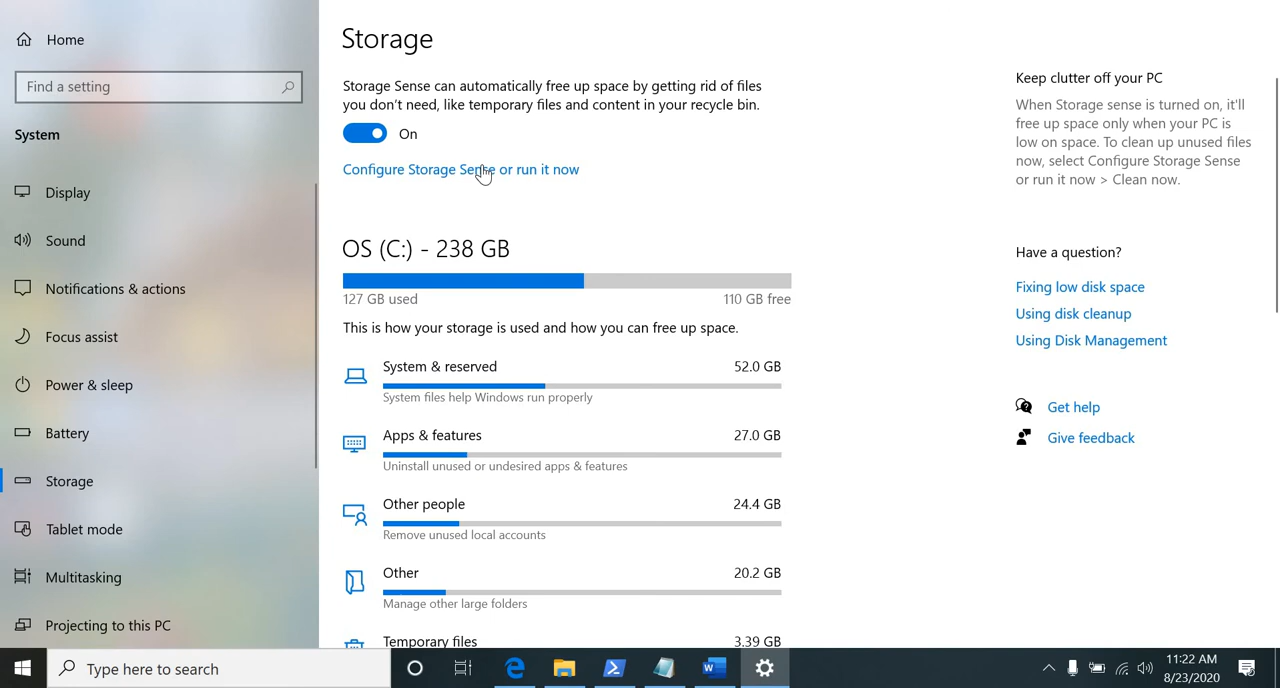 Home
Find a setting
System
Display
Sound
Notifications & actions
Focus assist
Power & sleep
Battery
Storage
Tablet mode
Multitasking
Projecting to this PC
Storage
Storage Sense can automatically free up space by getting rid of files
you don't need, like temporary files and content in your recycle bin.
On
Configure Storage Sense or run it now
OS (C:) - 238 GB
127 GB used 110 GB free
This is how your storage is used and how you can free up space.
System & reserved 52.0 GB
System files help Windows run properly
Apps & features 27.0 GB
Uninstall unused or undesired apps & features
Other people 24.4 GB
Remove unused local accounts
Other 20.2 GB
Manage other large folders
Temporary files 3.39 GB
Keep clutter off your PC
When Storage sense is turned on, it'll
free up space only when your PC is
low on space. To clean up unused files
now, select Configure Storage Sense
or run it now > Clean now.
Have a question?
Fixing low disk space
Using disk cleanup
Using Disk Management
Get help
Give feedback
Type here to search
11:22 AM
8/23/2020